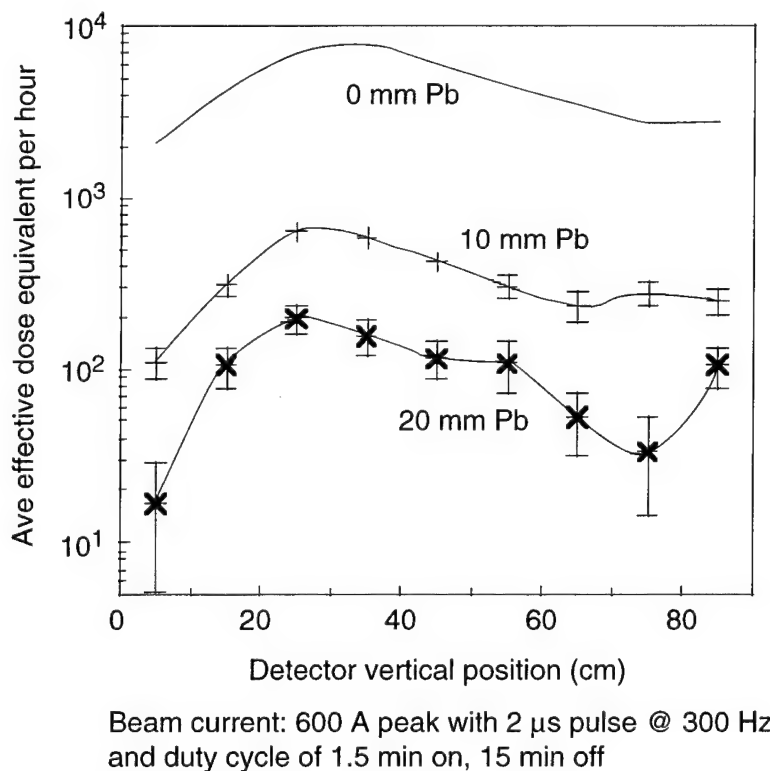 10⁴
0 mm Pb
10³
10 mm Pb
10²
20 mm Pb
10¹
0 20 40 60 80
Ave effective dose equivalent per hour
Detector vertical position (cm)
Beam current: 600 A peak with 2 μs pulse @ 300 Hz
and duty cycle of 1.5 min on, 15 min off